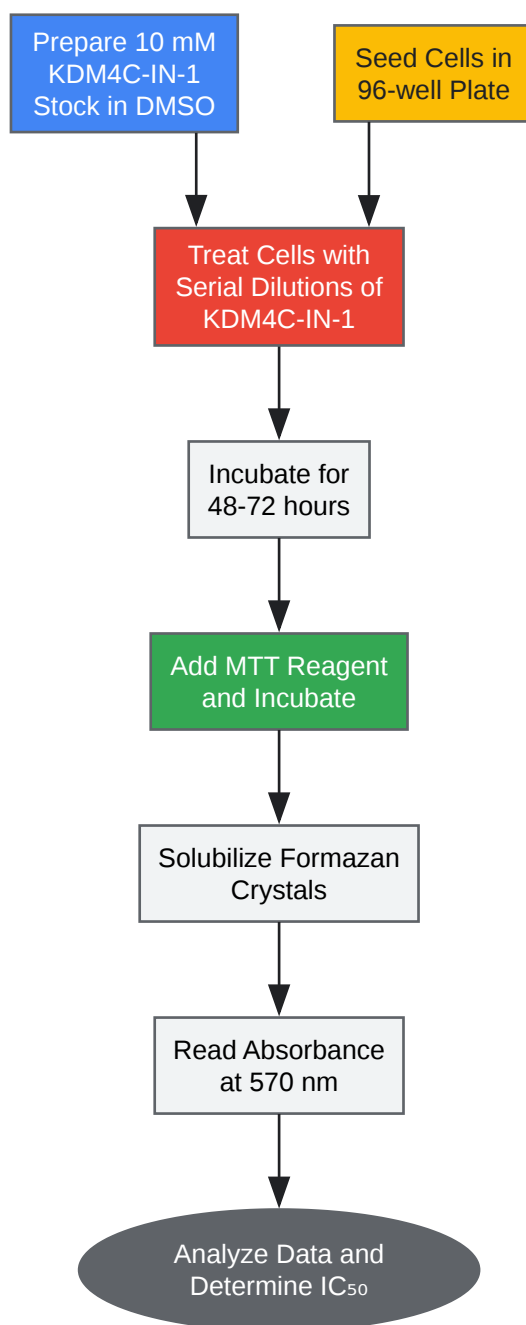 Prepare 10 mM
KDM4C-IN-1
Stock in DMSO
Seed Cells in
96-well Plate
Treat Cells with
Serial Dilutions of
KDM4C-IN-1
Incubate for
48-72 hours
Add MTT Reagent
and Incubate
Solubilize Formazan
Crystals
Read Absorbance
at 570 nm
Analyze Data and
Determine IC₅₀